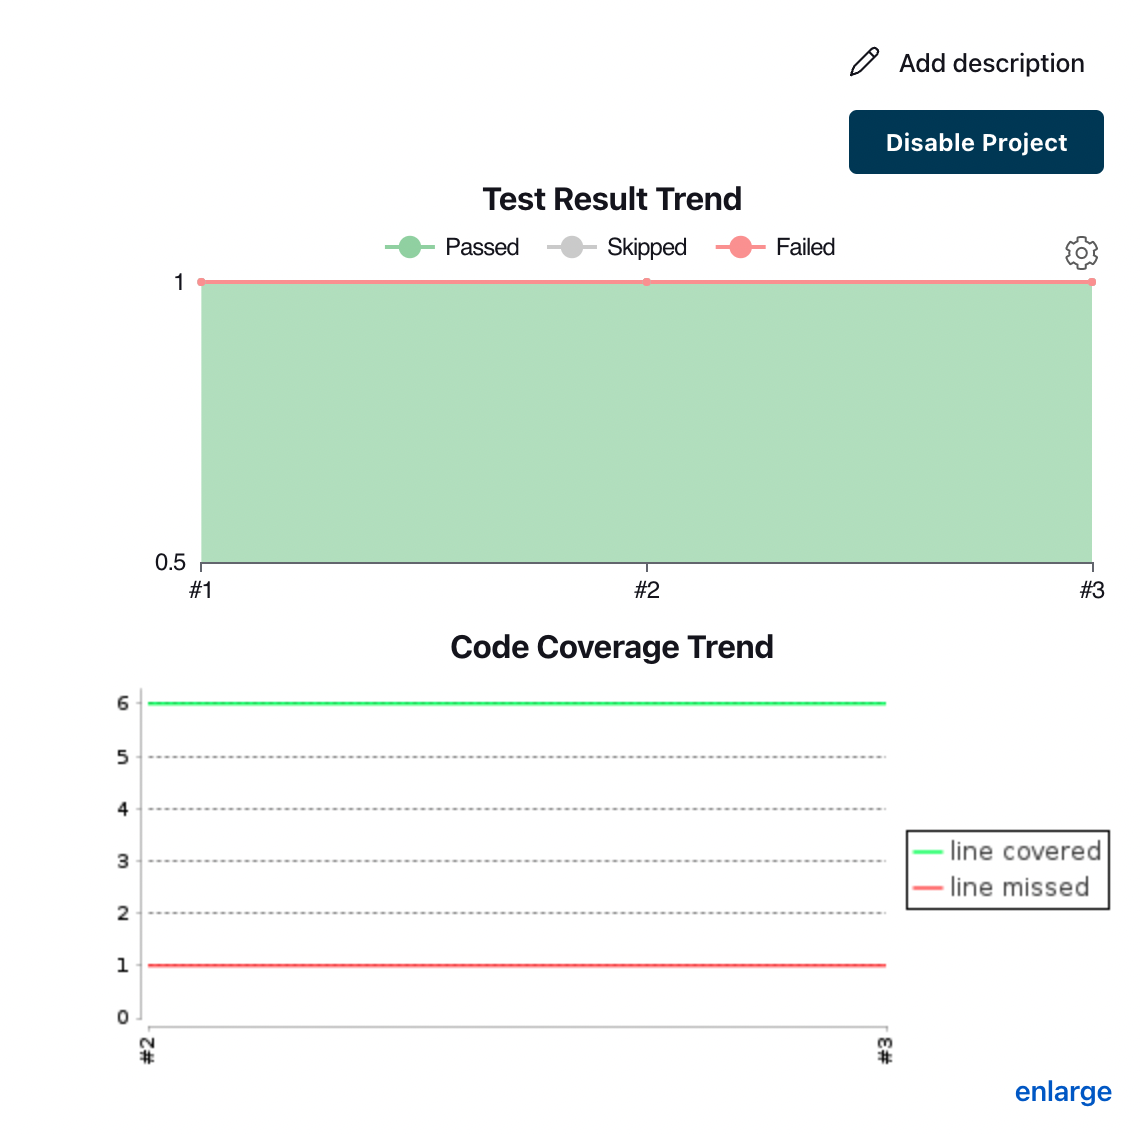 Add description
Disable Project
Test Result Trend
Passed Skipped Failed
1
0.5
#1 #2 #3
Code Coverage Trend
6
5
4
3
2
1
0
#2 #3
line covered
line missed
enlarge